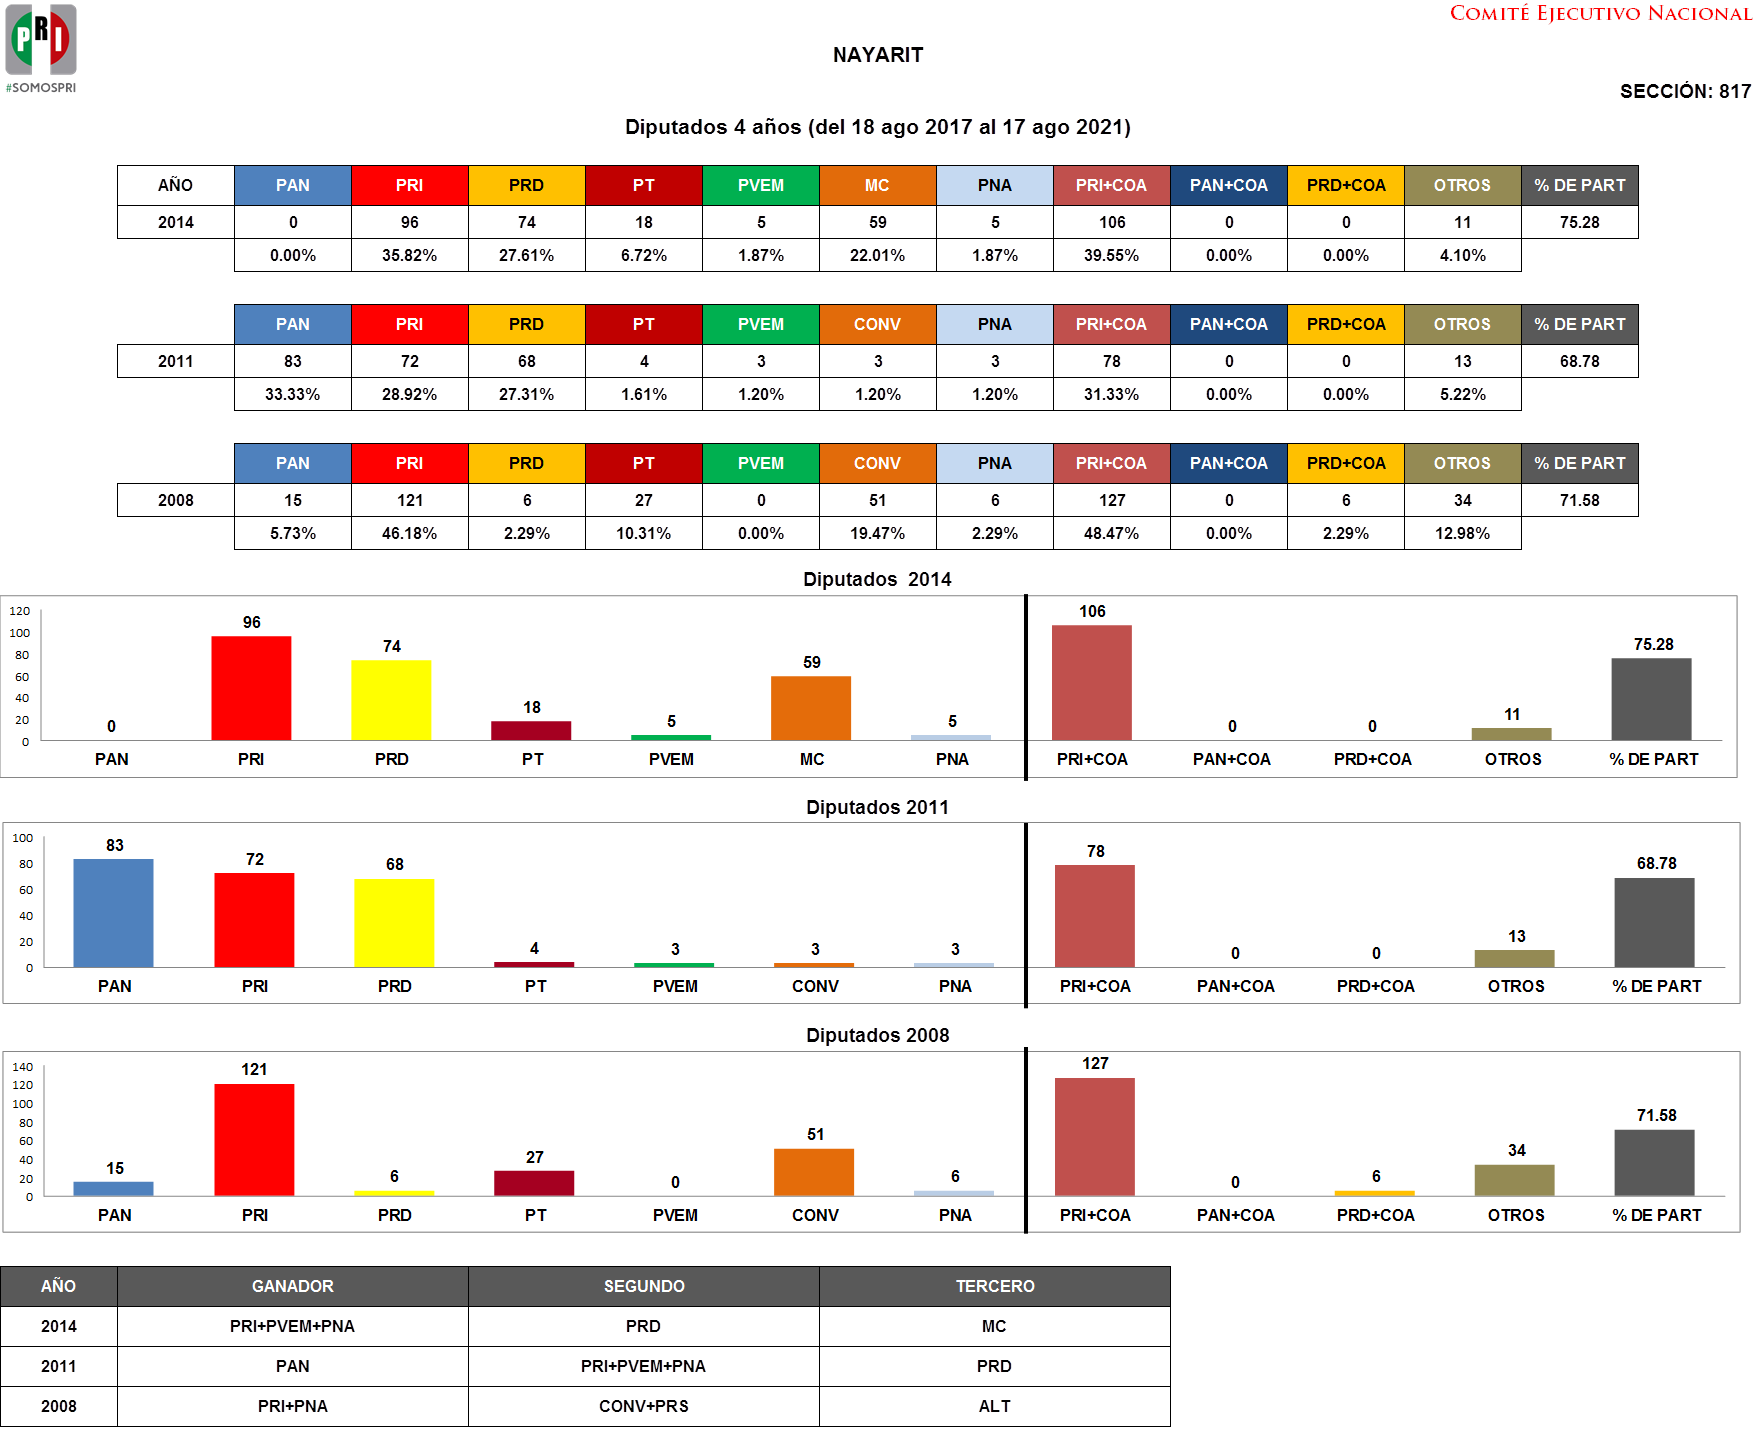 PRI
#SOMOSPRI
COMITÉ EJECUTIVO NACIONAL
NAYARIT
SECCIÓN: 817
Diputados 4 años (del 18 ago 2017 al 17 ago 2021)
AÑO PAN PRI PRD PT PVEM MC PNA PRI+COA PAN+COA PRD+COA OTROS % DE PART
2014 0 96 74 18 5 59 5 106 0 0 11 75.28
0.00% 35.82% 27.61% 6.72% 1.87% 22.01% 1.87% 39.55% 0.00% 0.00% 4.10%
PAN PRI PRD PT PVEM CONV PNA PRI+COA PAN+COA PRD+COA OTROS % DE PART
2011 83 72 68 4 3 3 3 78 0 0 13 68.78
33.33% 28.92% 27.31% 1.61% 1.20% 1.20% 1.20% 31.33% 0.00% 0.00% 5.22%
PAN PRI PRD PT PVEM CONV PNA PRI+COA PAN+COA PRD+COA OTROS % DE PART
2008 15 121 6 27 0 51 6 127 0 6 34 71.58
5.73% 46.18% 2.29% 10.31% 0.00% 19.47% 2.29% 48.47% 0.00% 2.29% 12.98%
Diputados 2014
120
100
80
60
40
20
0
0 96 74 18 5 59 5 106 0 0 11 75.28
PAN PRI PRD PT PVEM MC PNA PRI+COA PAN+COA PRD+COA OTROS % DE PART
Diputados 2011
100
80
60
40
20
0
83 72 68 4 3 3 3 78 0 0 13 68.78
PAN PRI PRD PT PVEM CONV PNA PRI+COA PAN+COA PRD+COA OTROS % DE PART
Diputados 2008
140
120
100
80
60
40
20
0
15 121 6 27 0 51 6 127 0 6 34 71.58
PAN PRI PRD PT PVEM CONV PNA PRI+COA PAN+COA PRD+COA OTROS % DE PART
AÑO GANADOR SEGUNDO TERCERO
2014 PRI+PVEM+PNA PRD MC
2011 PAN PRI+PVEM+PNA PRD
2008 PRI+PNA CONV+PRS ALT